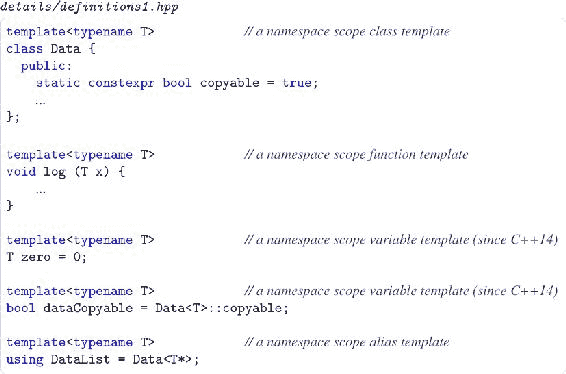 details/definitions1.hpp
template<typename T> // a namespace scope class template
class Data {
public:
static constexpr bool copyable = true;
...
};
template<typename T> // a namespace scope function template
void log (T x) {
...
}
template<typename T> // a namespace scope variable template (since C++14)
T zero = 0;
template<typename T> // a namespace scope variable template (since C++14)
bool dataCopyable = Data<T>::copyable;
template<typename T> // a namespace scope alias template
using DataList = Data<T*>;